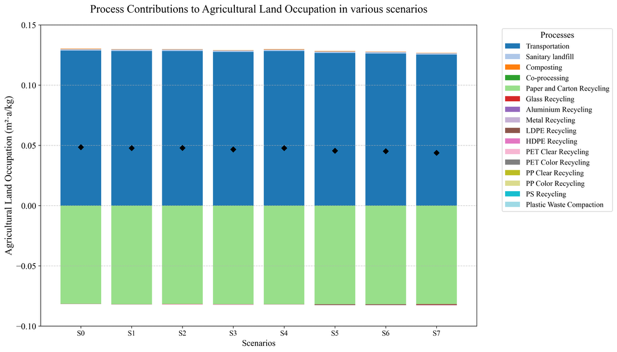 Process Contributions to Agricultural Land Occupation in various scenarios
Agricultural Land Occupation (m²·a/kg)
0.15
0.10
0.05
0.00
−0.05
−0.10
S0 S1 S2 S3 S4 S5 S6 S7
Scenarios
Processes
Transportation
Sanitary landfill
Composting
Co-processing
Paper and Carton Recycling
Glass Recycling
Aluminium Recycling
Metal Recycling
LDPE Recycling
HDPE Recycling
PET Clear Recycling
PET Color Recycling
PP Clear Recycling
PP Color Recycling
PS Recycling
Plastic Waste Compaction